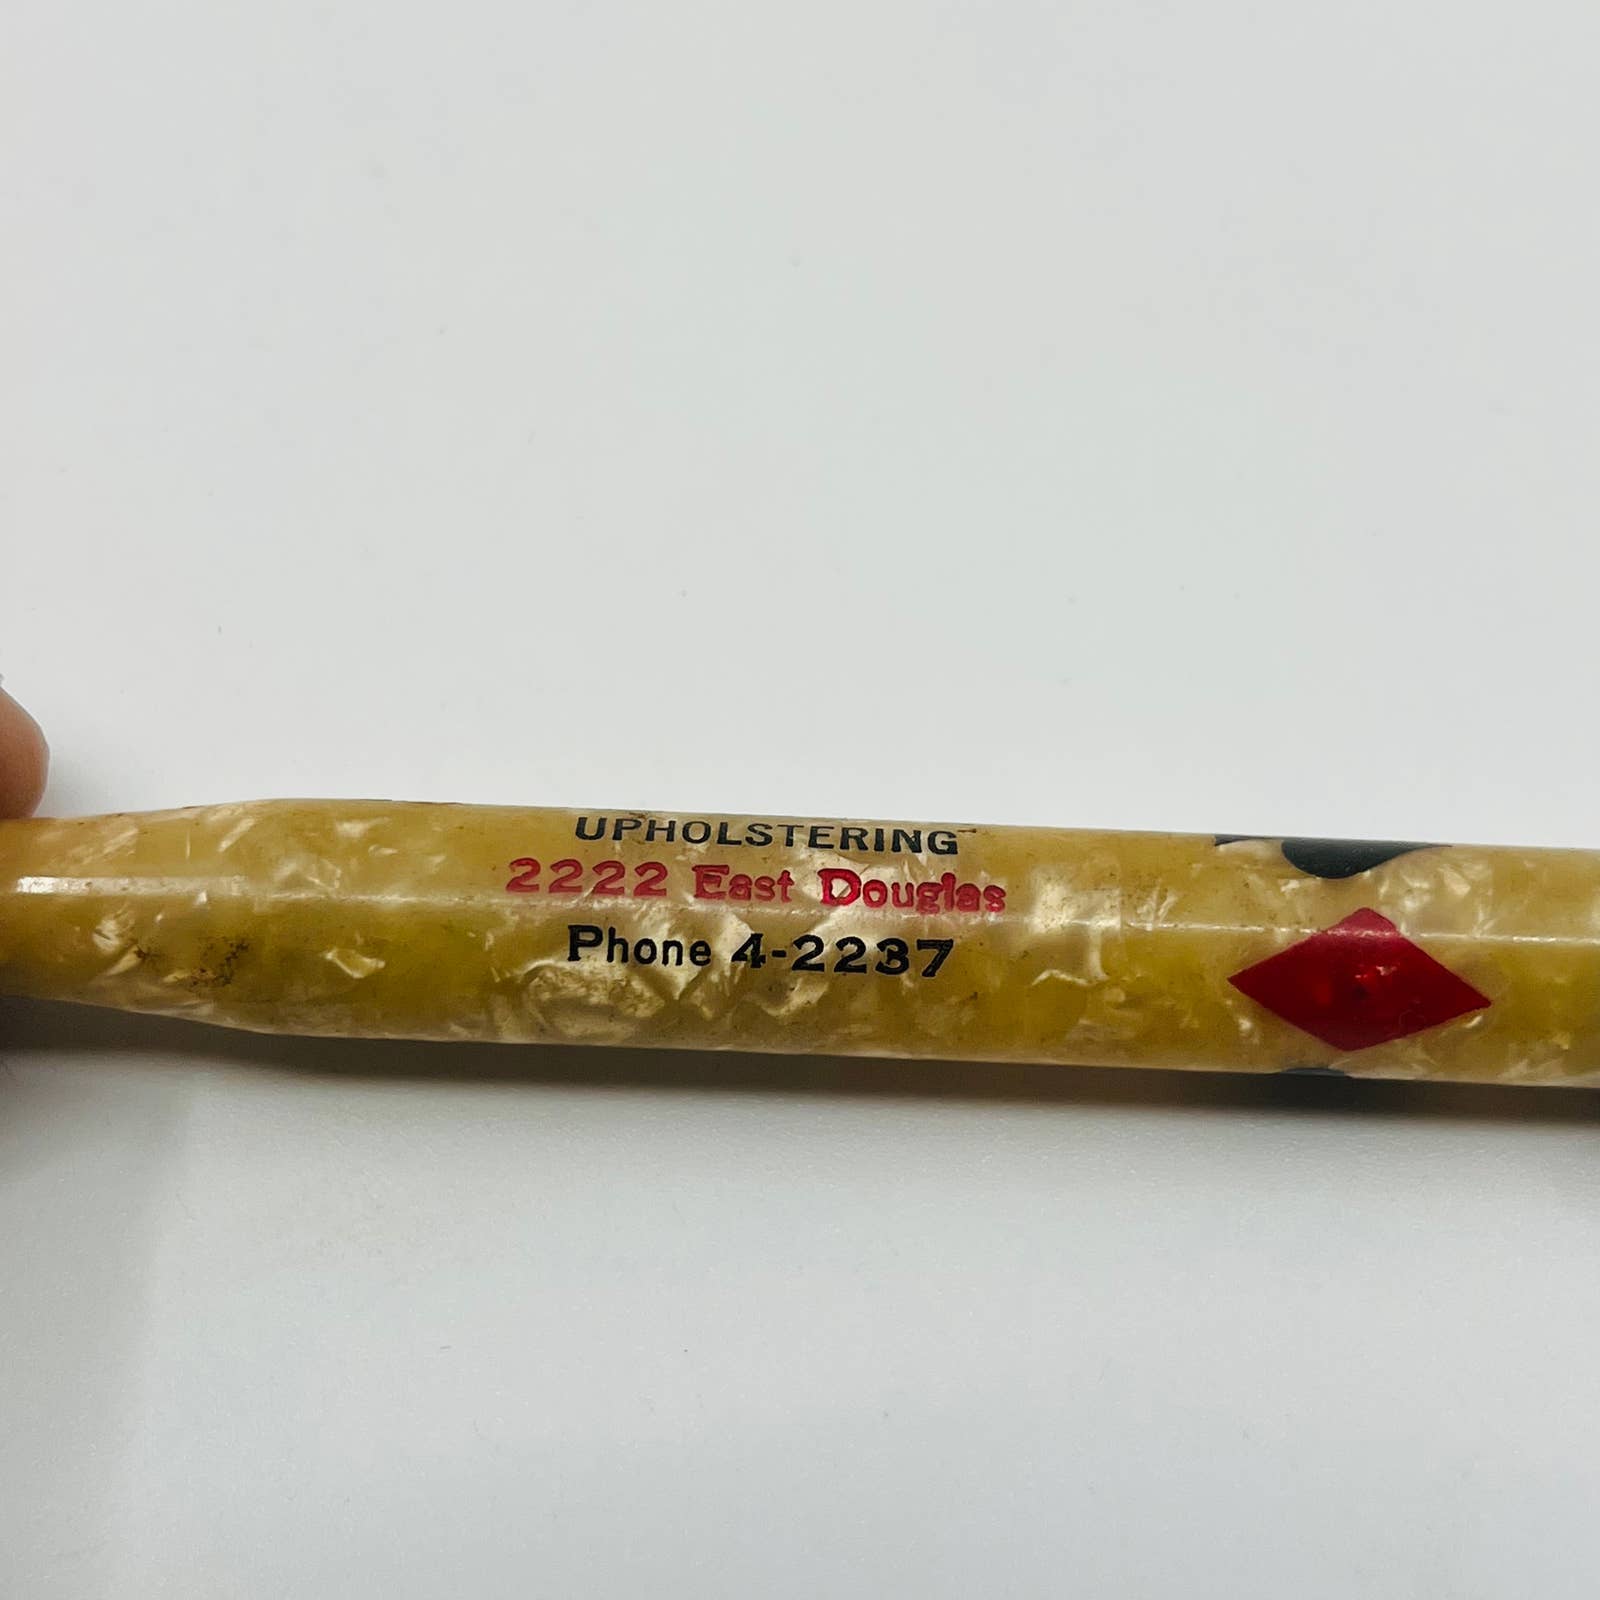 UPHOLSTERING
2222 East Douglas
Phone 4-2237